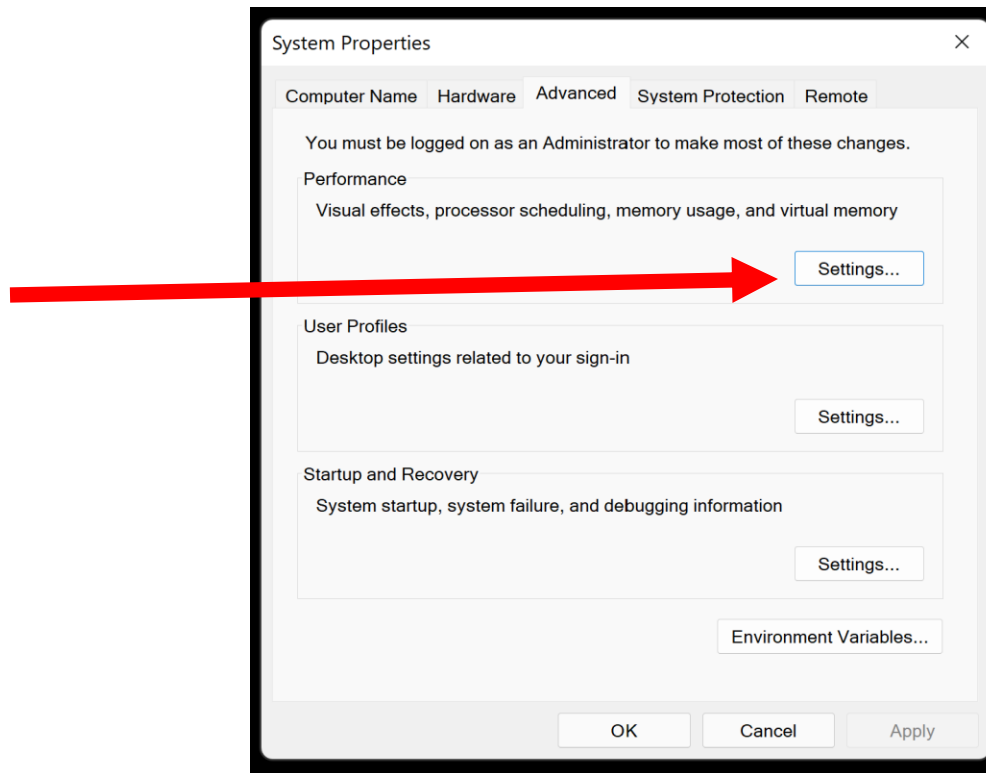 System Properties
Computer Name Hardware Advanced System Protection Remote
You must be logged on as an Administrator to make most of these changes.
Performance
Visual effects, processor scheduling, memory usage, and virtual memory
Settings...
User Profiles
Desktop settings related to your sign-in
Settings...
Startup and Recovery
System startup, system failure, and debugging information
Settings...
Environment Variables...
OK Cancel Apply